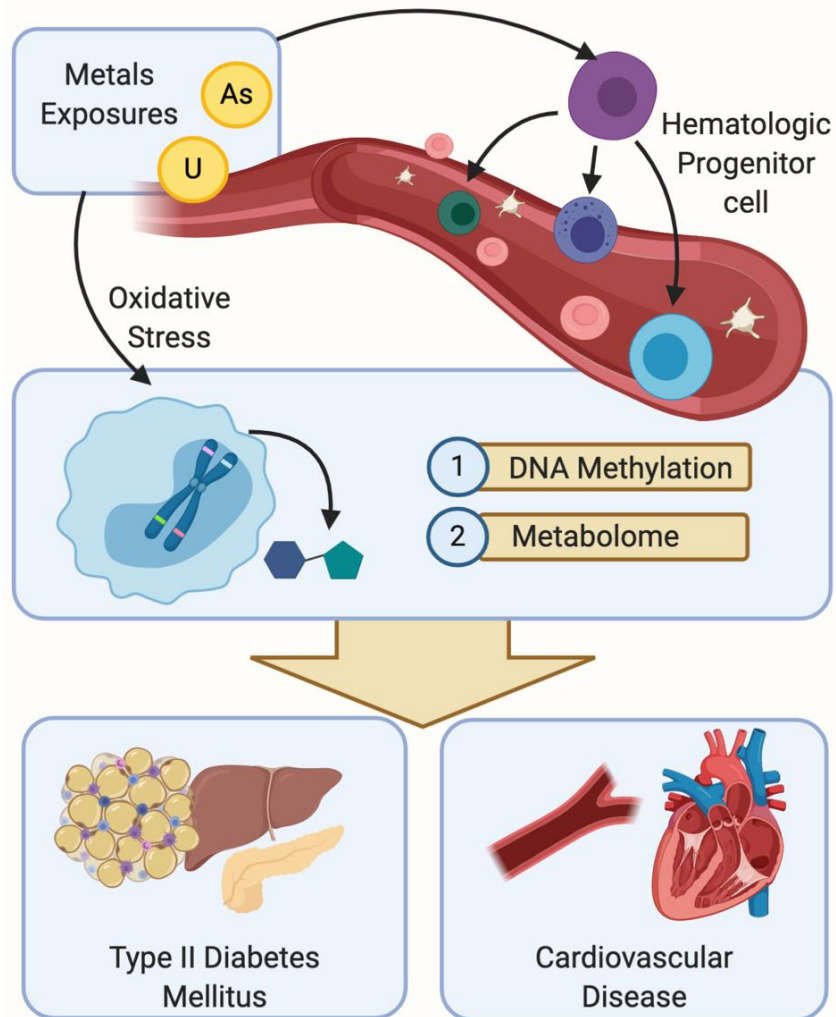 Metals
Exposures
As
U
Hematologic
Progenitor
cell
Oxidative
Stress
1 DNA Methylation
2 Metabolome
Type II Diabetes
Mellitus
Cardiovascular
Disease